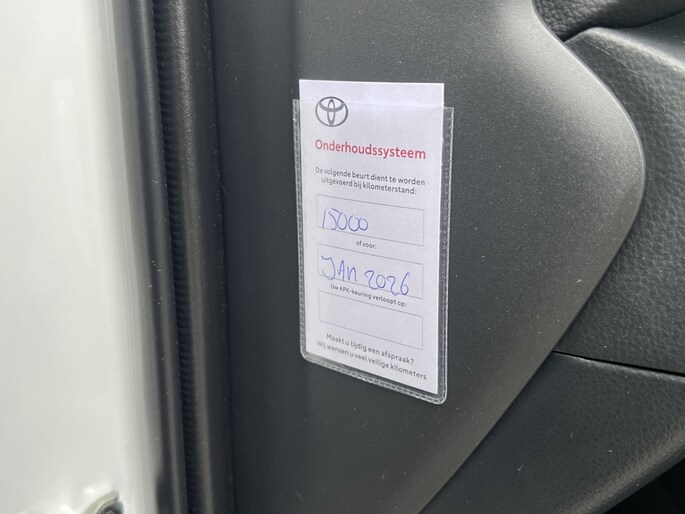 Onderhoudssysteem
De volgende beurt dient te worden
uitgevoerd bij kilometerstand:
15000
of voor:
JAN 2026
Uw APK-keuring verloopt op:
Maakt u tijdig een afspraak?
Wij wensen u veel veilige kilometers